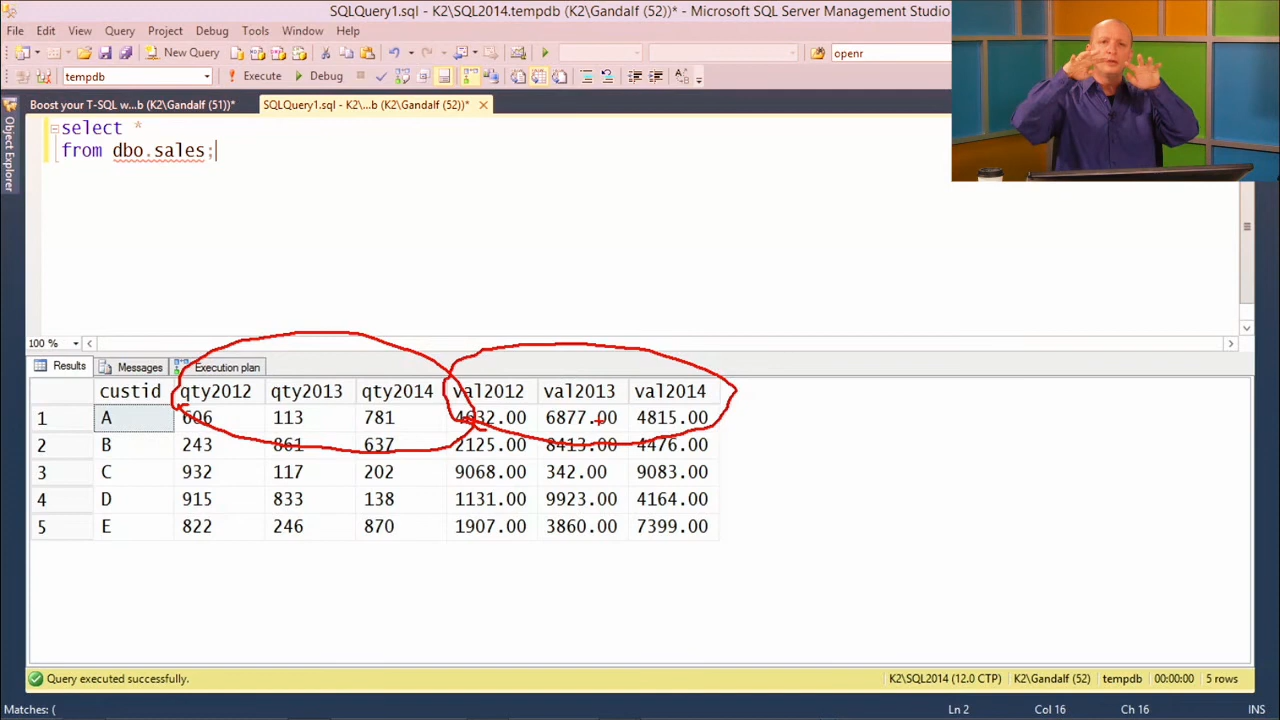 SQLQuery1.sql - K2\SQL2014.tempdb (K2\Gandalf (52))* - Microsoft SQL Server Management Studio
File Edit View Query Project Debug Tools Window Help
New Query openr
tempdb Execute Debug
Boost your T-SQL w...b (K2\Gandalf (51))* SQLQuery1.sql - K2\...b (K2\Gandalf (52))*
Object Explorer
select *
from dbo.sales;
100 %
Results Messages Execution plan
custid qty2012 qty2013 qty2014 val2012 val2013 val2014
1 A 606 113 781 4632.00 6877.00 4815.00
2 B 243 861 637 2125.00 8413.00 4476.00
3 C 932 117 202 9068.00 342.00 9083.00
4 D 915 833 138 1131.00 9923.00 4164.00
5 E 822 246 870 1907.00 3860.00 7399.00
Query executed successfully. K2\SQL2014 (12.0 CTP) K2\Gandalf (52) tempdb 00:00:00 5 rows
Matches: ( Ln 2 Col 16 Ch 16 INS